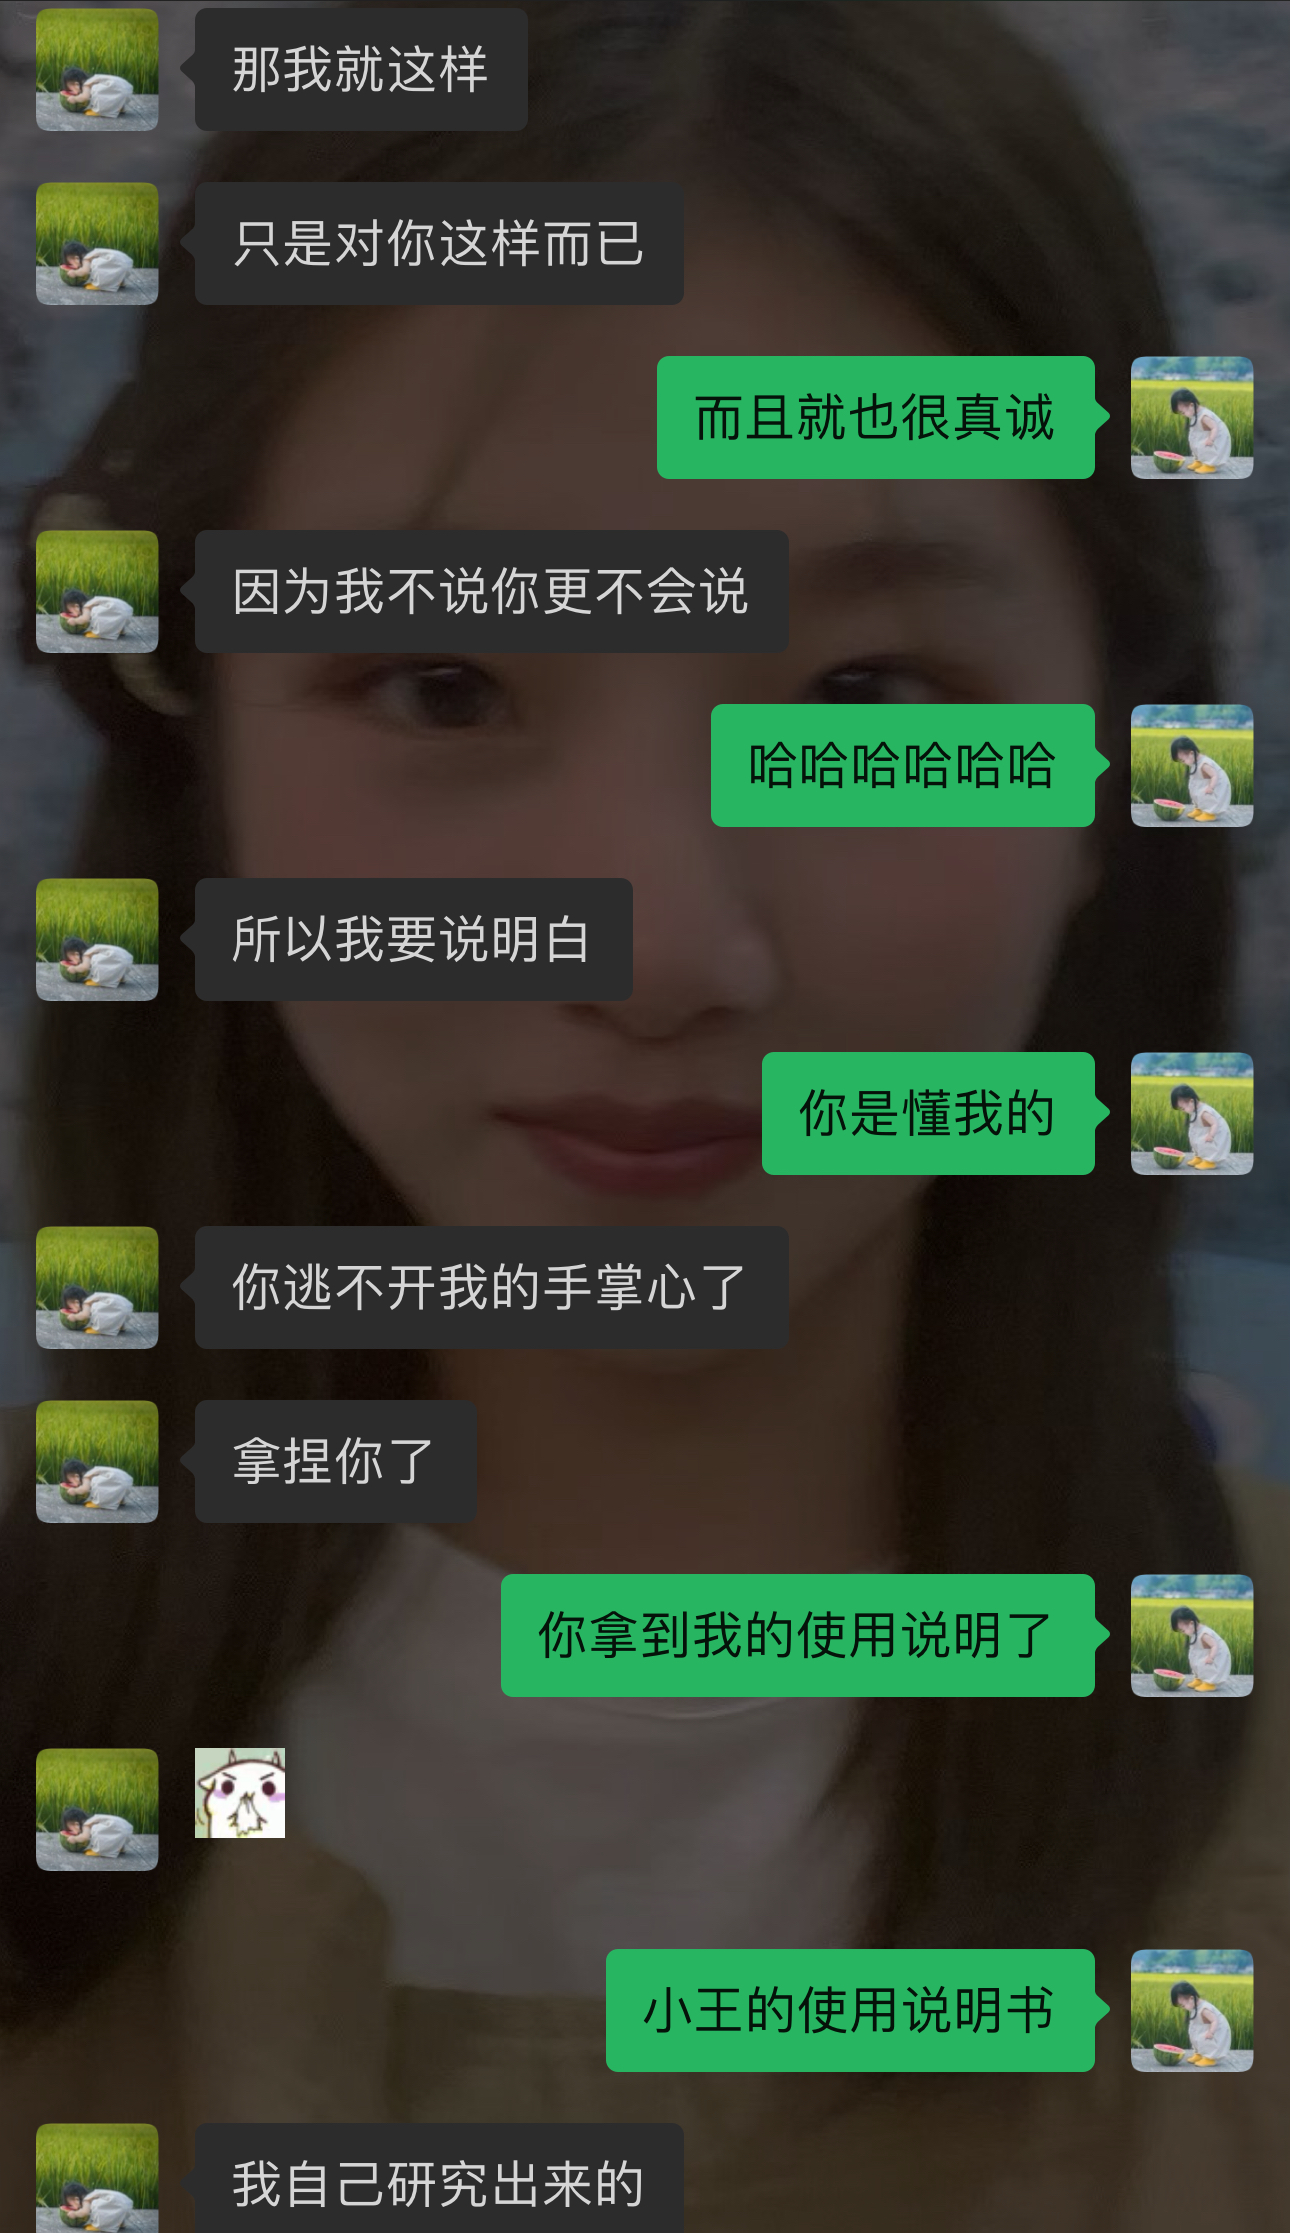 那我就这样
只是对你这样而已
而且就也很真诚
因为我不说你更不会说
哈哈哈哈哈哈
所以我要说明白
你是懂我的
你逃不开我的手掌心了
拿捏你了
你拿到我的使用说明了
小王的使用说明书
我自己研究出来的